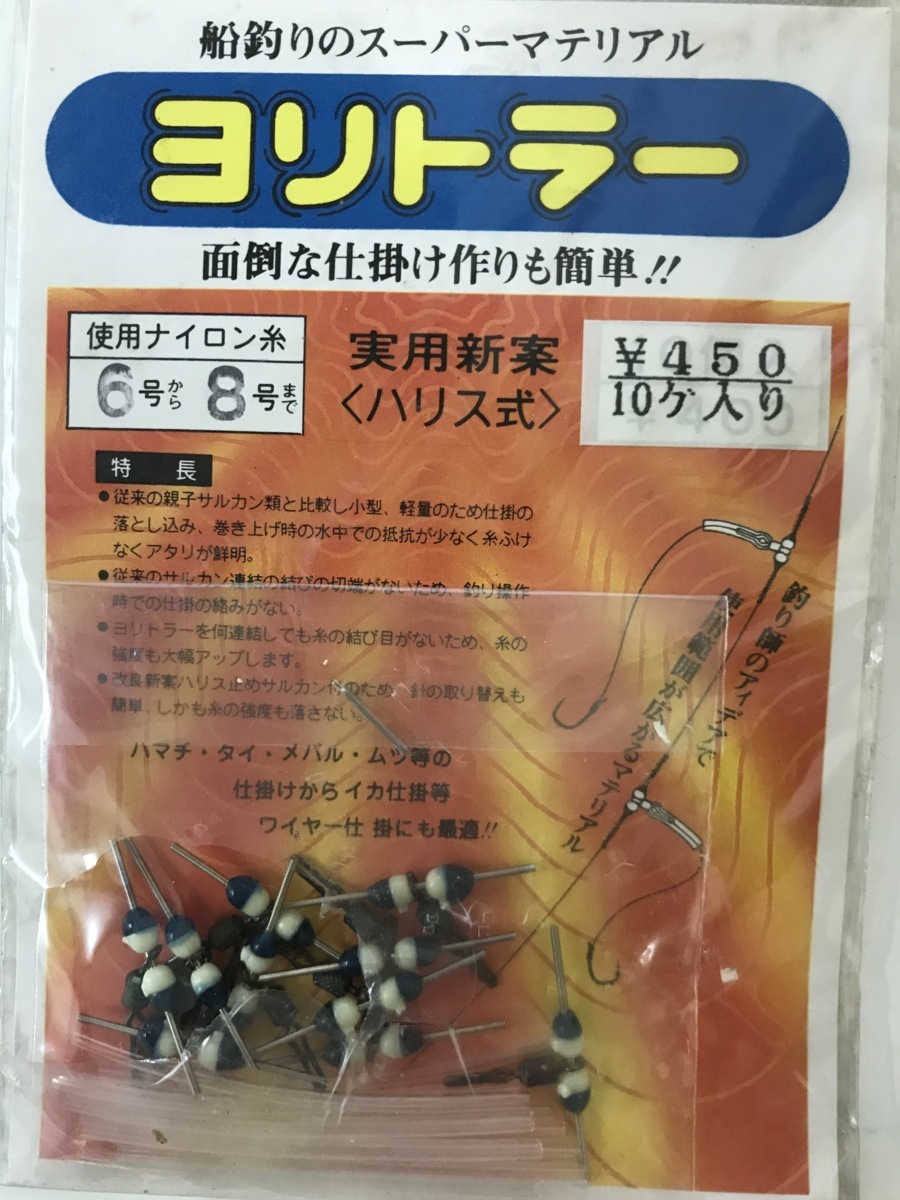 船釣りのスーパーマテリアル
ヨリトラー
面倒な仕掛け作りも簡単!!
使用ナイロン糸
6号から8号まで
実用新案
〈ハリス式〉
¥450
10ケ入り
特長
●従来の親子サルカン類と比較し小型、軽量のため仕掛の
落とし込み、巻き上げ時の水中での抵抗が少なく糸ふけ
なくアタリが鮮明。
●従来のサルカン連結の結びの切端がないため、釣り操作
時での仕掛の絡みがない。
●ヨリトラーを何連結しても糸の結び目がないため、糸の
強度も大幅アップします。
●改良新案ハリス止めサルカン付のため、針の取り替えも
簡単、しかも糸の強度も落さない。
ハマチ・タイ・メバル・ムツ等の
仕掛けからイカ仕掛等
ワイヤー仕掛にも最適!!
釣り師のアイデアで
使用範囲が広がるマテリアル